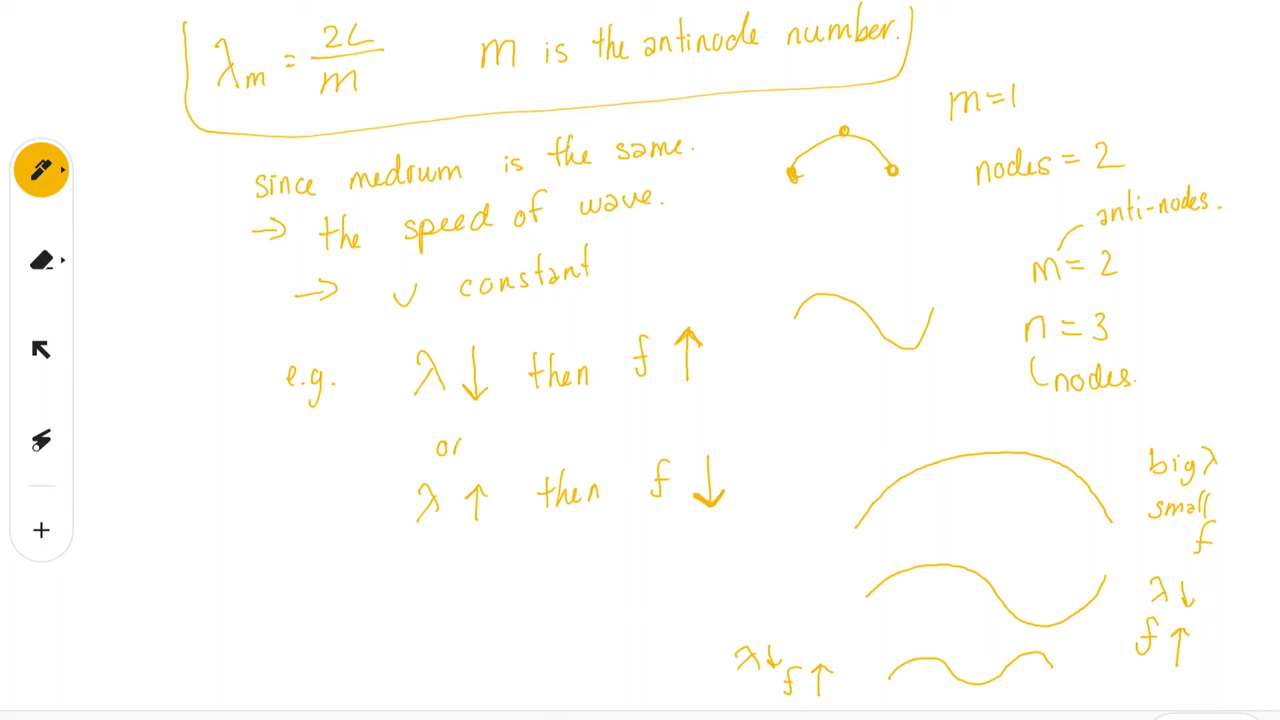 λm = 2L/m   m is the antinode number.
m=1
since medium is the same.
nodes = 2
→ the speed of wave.
anti-nodes.
m = 2
→ v constant
n = 3
nodes.
e.g. λ ↓ then f ↑
or
λ ↑ then f ↓
big λ
small
f
λ↓
f ↑
λ↓ f ↑